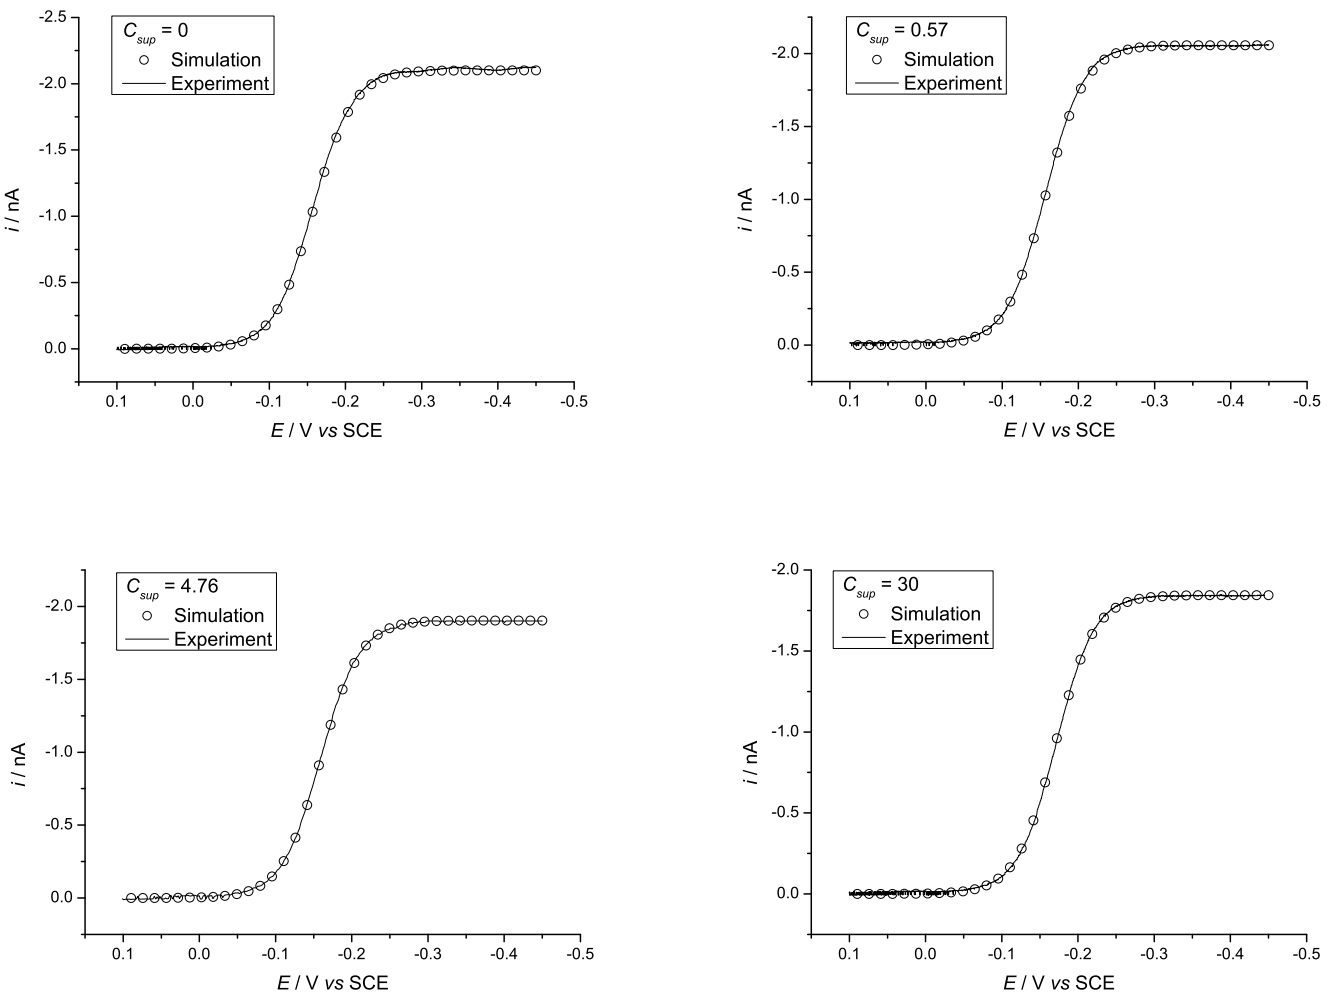 C_sup = 0
Simulation
Experiment
-2.5
-2.0
-1.5
-1.0
-0.5
0.0
i / nA
0.1 0.0 -0.1 -0.2 -0.3 -0.4 -0.5
E / V vs SCE
C_sup = 0.57
Simulation
Experiment
-2.0
-1.5
-1.0
-0.5
0.0
i / nA
0.1 0.0 -0.1 -0.2 -0.3 -0.4 -0.5
E / V vs SCE
C_sup = 4.76
Simulation
Experiment
-2.0
-1.5
-1.0
-0.5
0.0
i / nA
0.1 0.0 -0.1 -0.2 -0.3 -0.4 -0.5
E / V vs SCE
C_sup = 30
Simulation
Experiment
-2.0
-1.5
-1.0
-0.5
0.0
i / nA
0.1 0.0 -0.1 -0.2 -0.3 -0.4 -0.5
E / V vs SCE